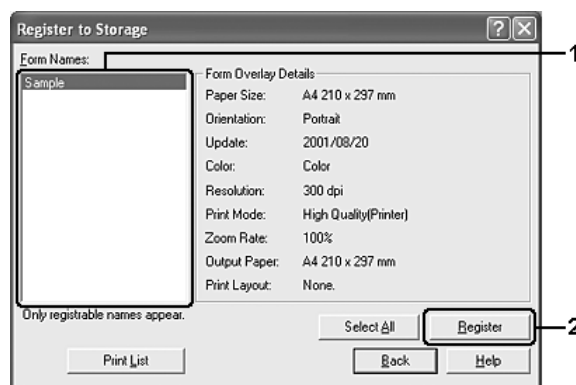 Register to Storage
Form Names:
1
Sample
Form Overlay Details
Paper Size: A4 210 x 297 mm
Orientation: Portrait
Update: 2001/08/20
Color: Color
Resolution: 300 dpi
Print Mode: High Quality(Printer)
Zoom Rate: 100%
Output Paper: A4 210 x 297 mm
Print Layout: None.
Only registrable names appear.
Select All Register 2
Print List Back Help